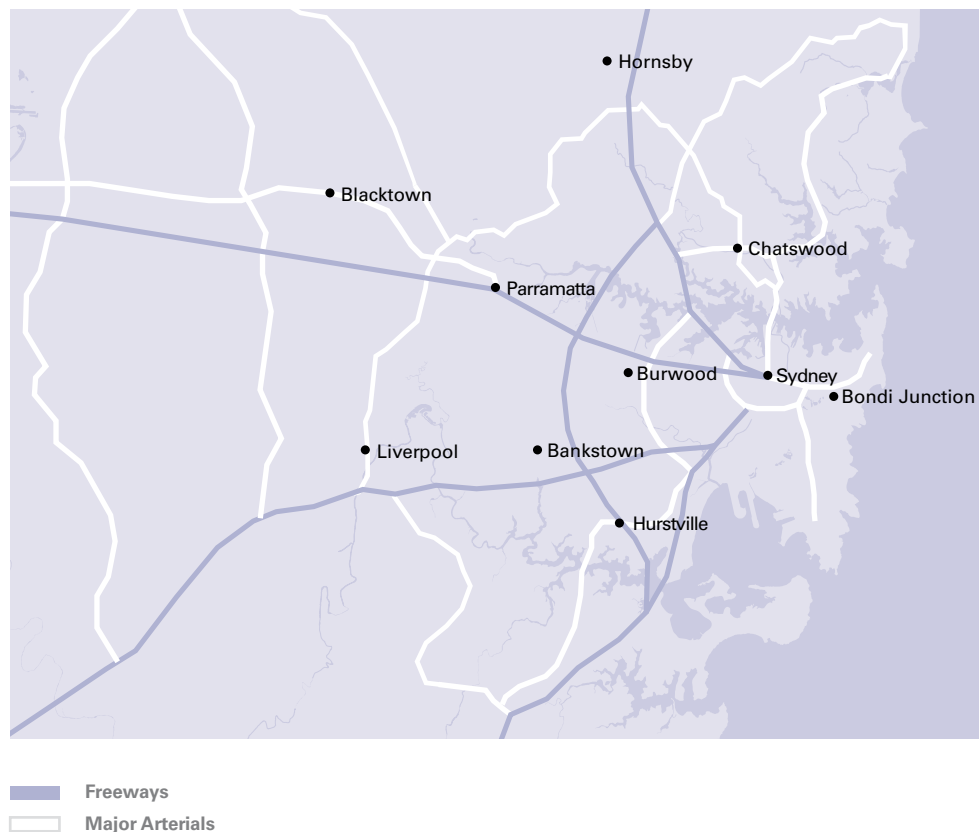 Hornsby
Blacktown
Chatswood
Parramatta
Burwood
Sydney
Bondi Junction
Liverpool
Bankstown
Hurstville
Freeways
Major Arterials